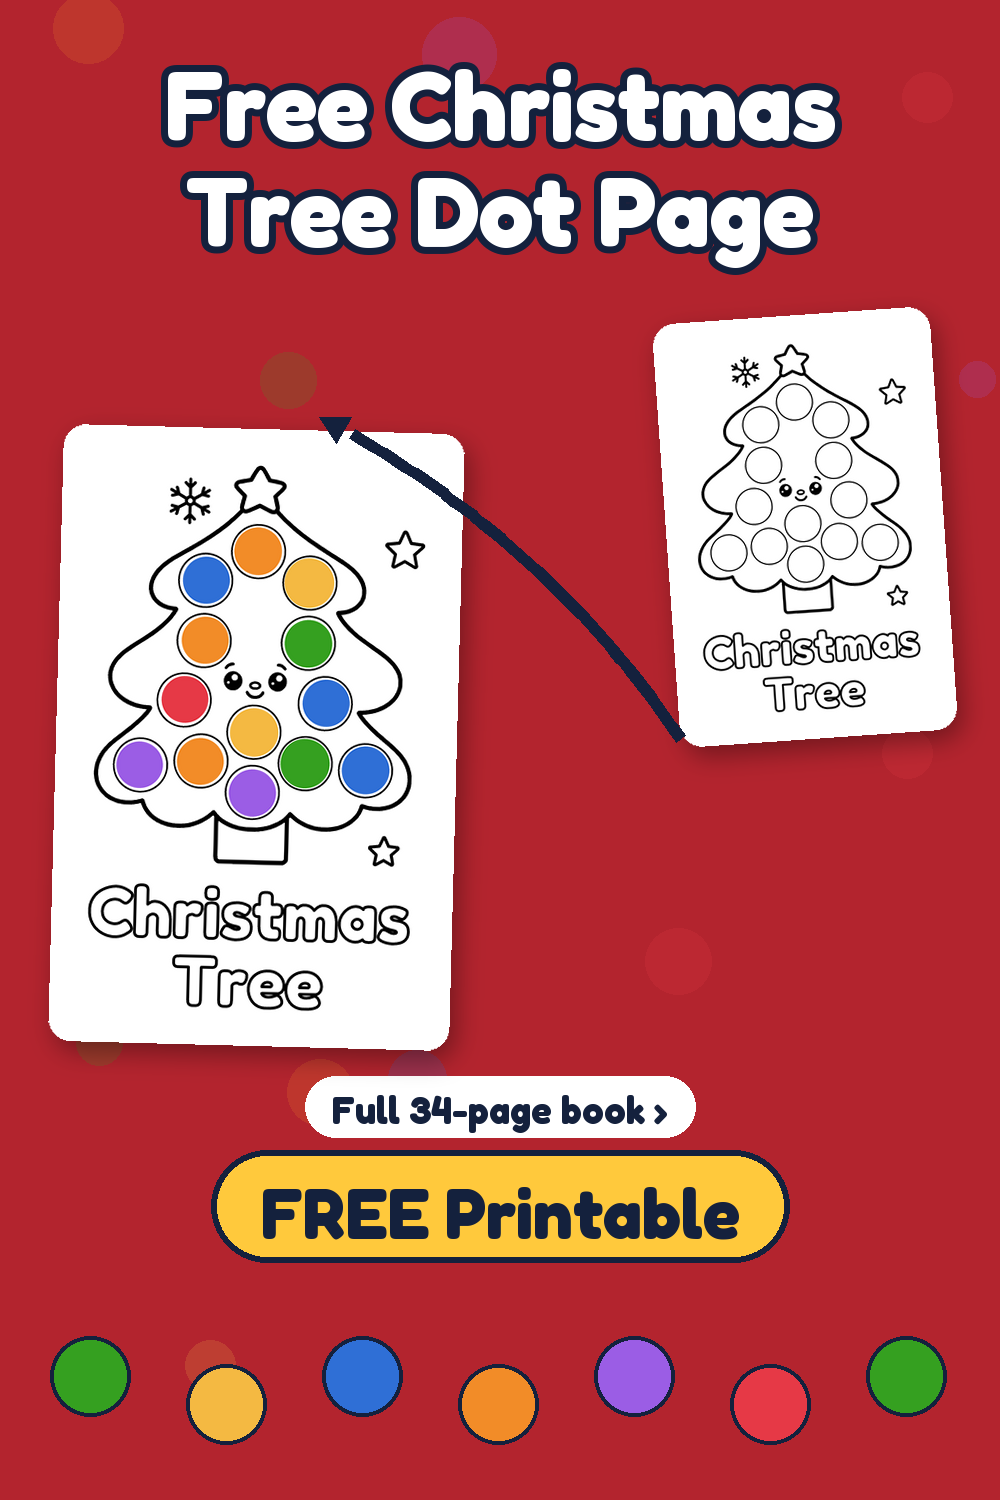 Free Christmas
Tree Dot Page
Christmas
Tree
Christmas
Tree
Full 34-page book ›
FREE Printable